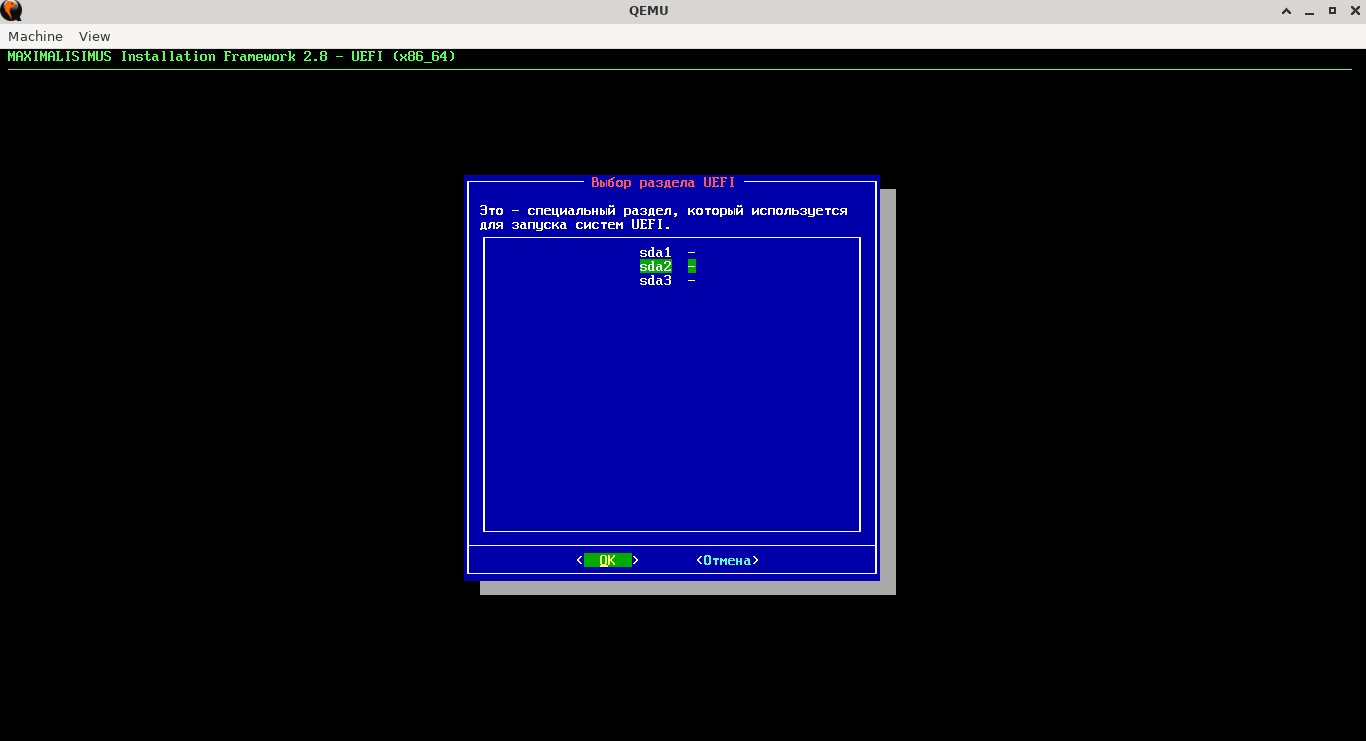 QEMU
Machine View
MAXIMALISIMUS Installation Framework 2.8 - UEFI (x86_64)
Выбор раздела UEFI
Это - специальный раздел, который используется
для запуска систем UEFI.
sda1 -
sda2 -
sda3 -
< OK > <Отмена>